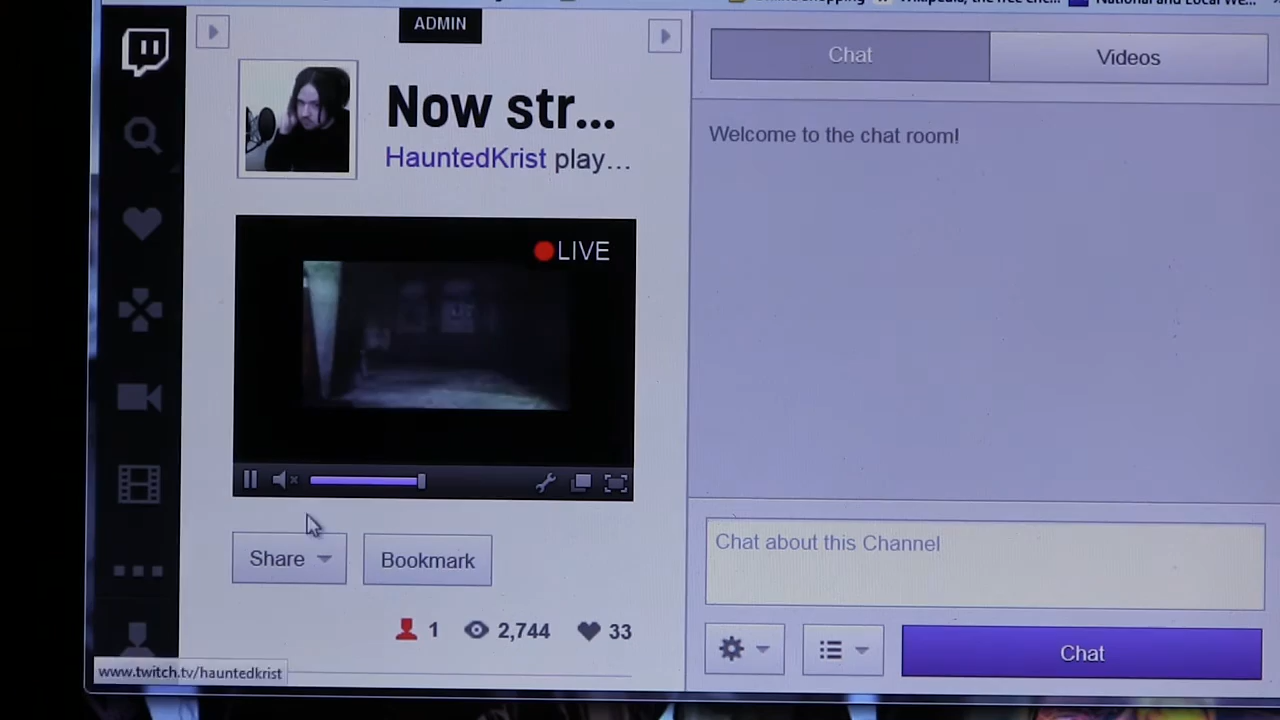 ADMIN
Now str...
HauntedKrist play...
LIVE
Share
Bookmark
1
2,744
33
www.twitch.tv/hauntedkrist
Chat
Videos
Welcome to the chat room!
Chat about this Channel
Chat